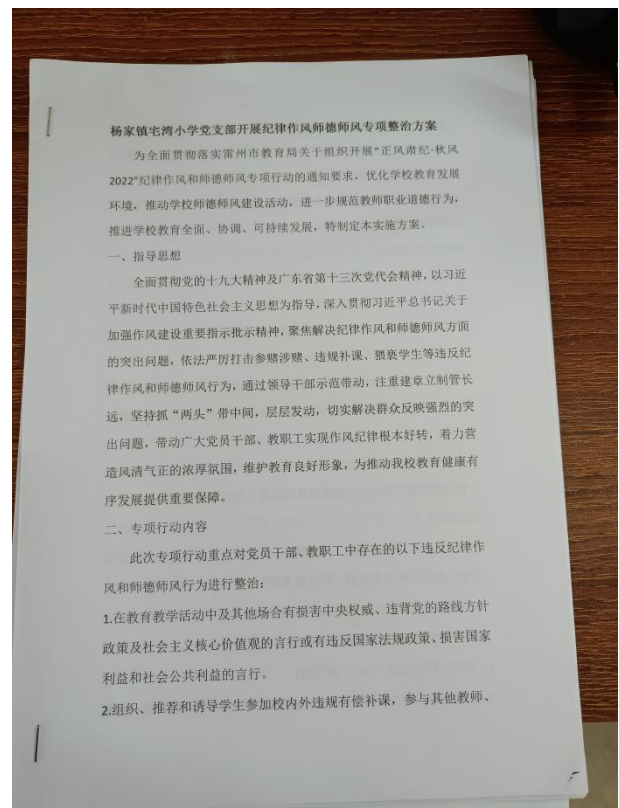 杨家镇宅湾小学党支部开展纪律作风师德师风专项整治方案
为全面贯彻落实雷州市教育局关于组织开展“正风肃纪·秋风
2022”纪律作风和师德师风专项行动的通知要求，优化学校教育发展
环境，推动学校师德师风建设活动，进一步规范教师职业道德行为，
推进学校教育全面、协调、可持续发展，特制定本实施方案。
一、指导思想
全面贯彻党的十九大精神及广东省第十三次党代会精神，以习近
平新时代中国特色社会主义思想为指导，深入贯彻习近平总书记关于
加强作风建设重要指示批示精神，聚焦解决纪律作风和师德师风方面
的突出问题，依法严厉打击参赌涉赌、违规补课、猥亵学生等违反纪
律作风和师德师风行为，通过领导干部示范带动，注重建章立制管长
远，坚持抓“两头”带中间，层层发动，切实解决群众反映强烈的突
出问题，带动广大党员干部、教职工实现作风纪律根本好转，着力营
造风清气正的浓厚氛围，维护教育良好形象，为推动我校教育健康有
序发展提供重要保障。
二、专项行动内容
此次专项行动重点对党员干部、教职工中存在的以下违反纪律作
风和师德师风行为进行整治：
1.在教育教学活动中及其他场合有损害中央权威、违背党的路线方针
政策及社会主义核心价值观的言行或有违反国家法规政策、损害国家
利益和社会公共利益的言行。
2.组织、推荐和诱导学生参加校内外违规有偿补课，参与其他教师、